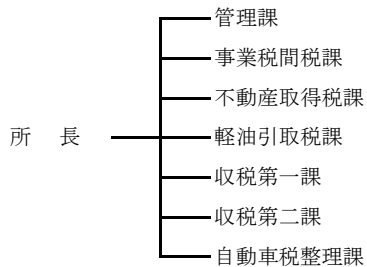 管理課
事業税間税課
不動産取得税課
所　長
軽油引取税課
収税第一課
収税第二課
自動車税整理課